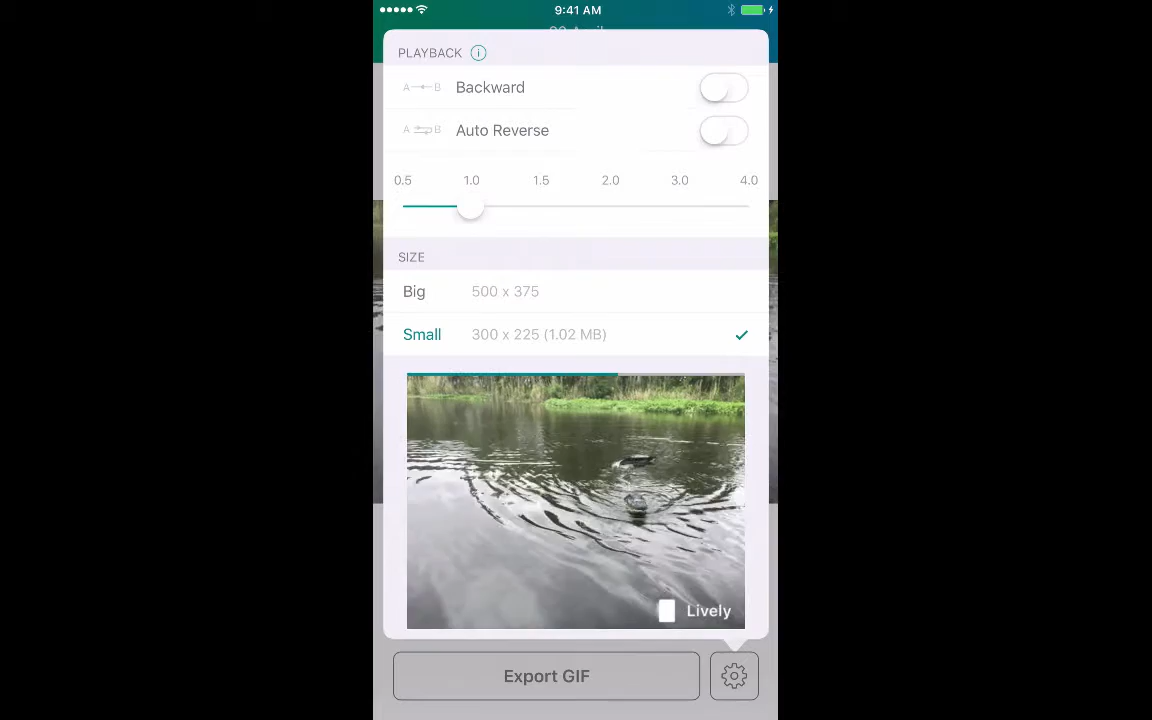 9:41 AM
PLAYBACK i
A B Backward
A B Auto Reverse
0.5 1.0 1.5 2.0 3.0 4.0
SIZE
Big 500 x 375
Small 300 x 225 (1.02 MB)
Lively
Export GIF